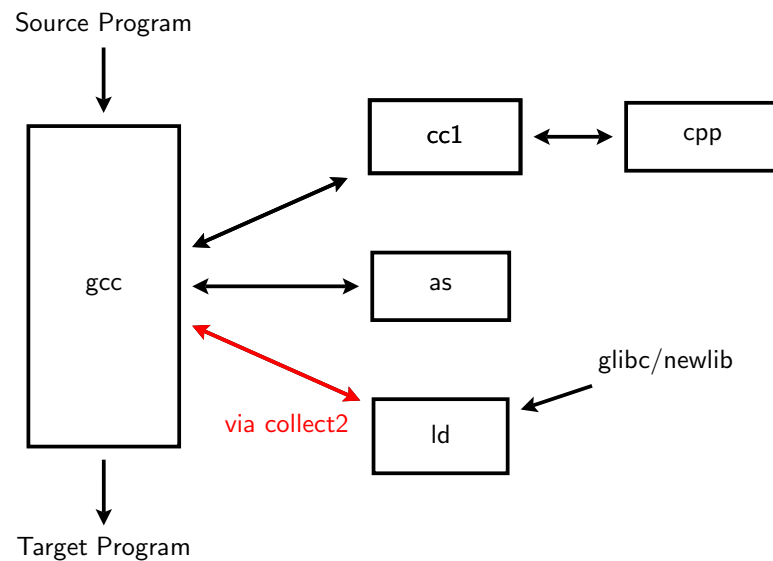 Source Program
cc1
cpp
gcc
as
glibc/newlib
via collect2
ld
Target Program